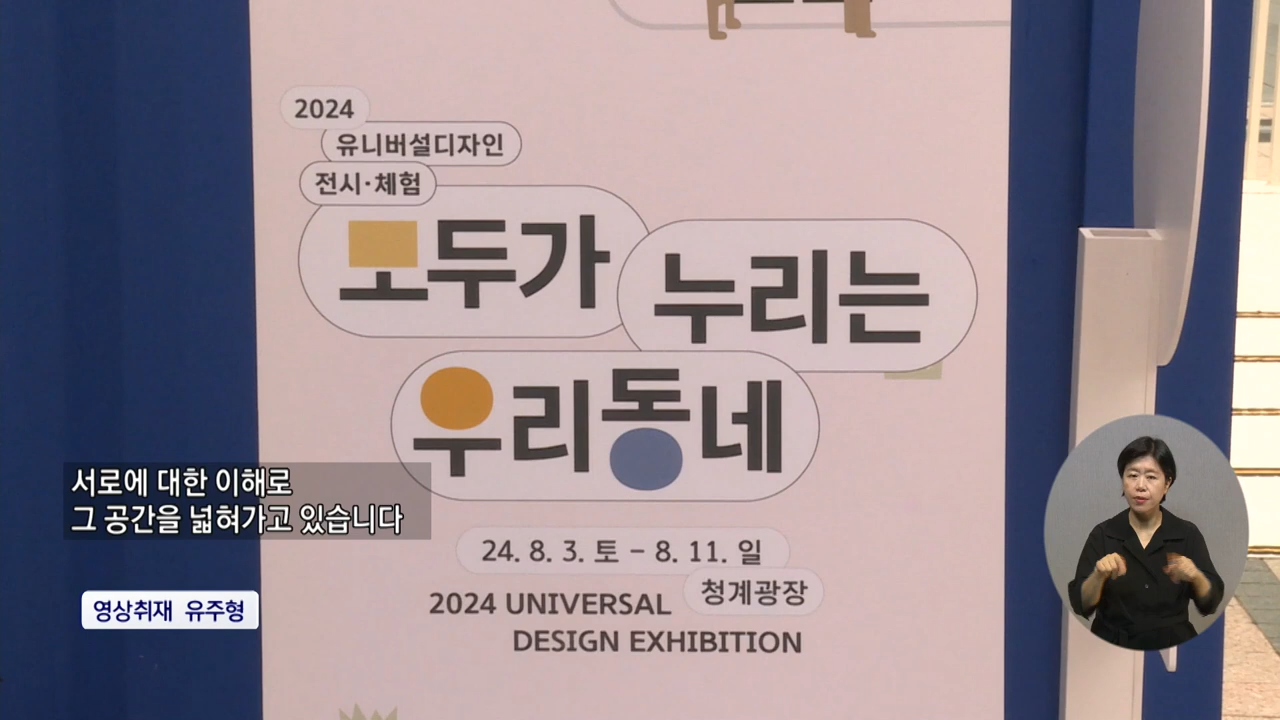 2024
유니버설디자인
전시·체험
모두가
누리는
우리동네
서로에 대한 이해로
그 공간을 넓혀가고 있습니다
24. 8. 3. 토 – 8. 11. 일
청계광장
2024 UNIVERSAL
DESIGN EXHIBITION
영상취재 유주형